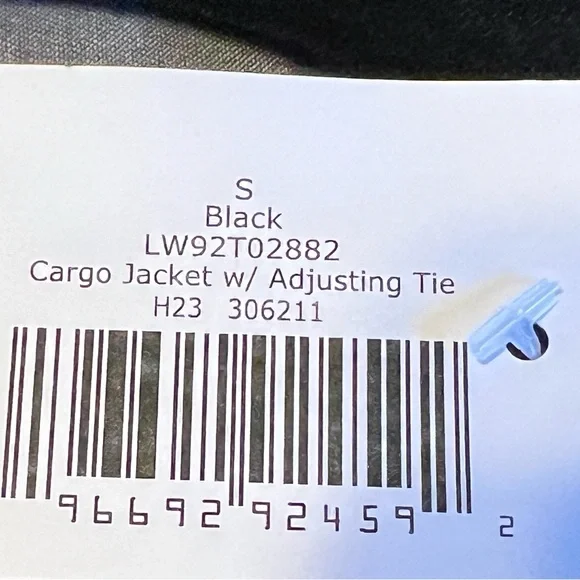 S
Black
LW92T02882
Cargo Jacket w/ Adjusting Tie
H23 306211
96692 92459 2